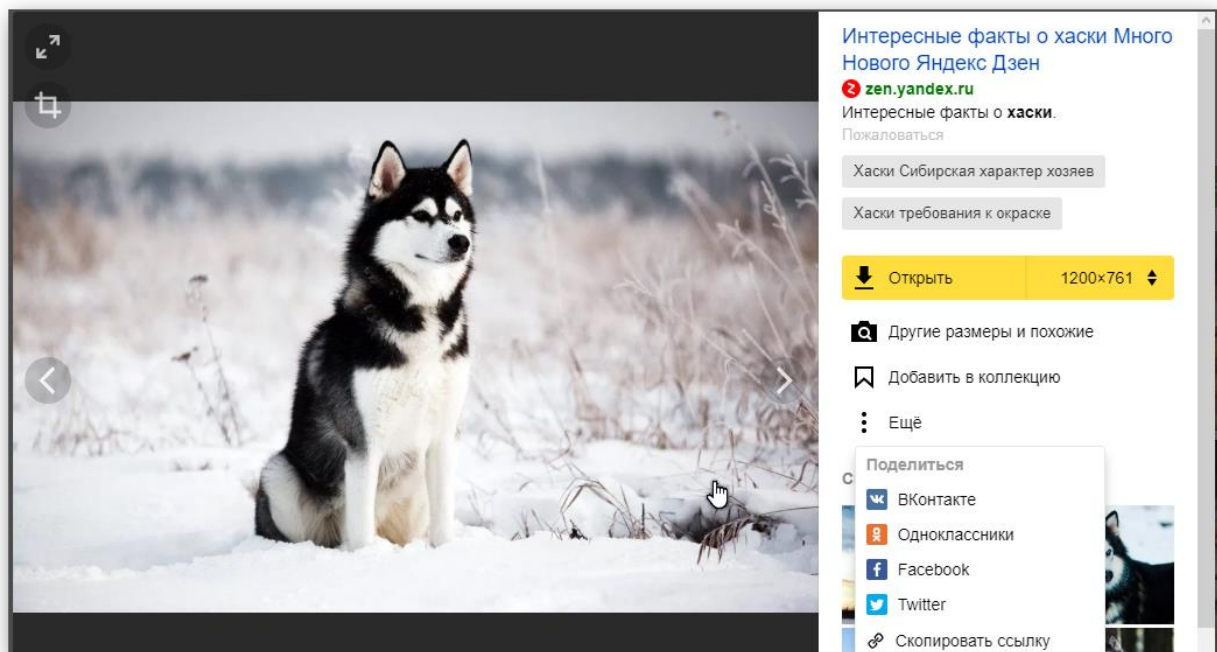 Интересные факты о хаски Много
Нового Яндекс Дзен
zen.yandex.ru
Интересные факты о хаски.
Пожаловаться
Хаски Сибирская характер хозяев
Хаски требования к окраске
Открыть 1200×761
Другие размеры и похожие
Добавить в коллекцию
Ещё
Поделиться
С
ВКонтакте
Одноклассники
Facebook
Twitter
Скопировать ссылку